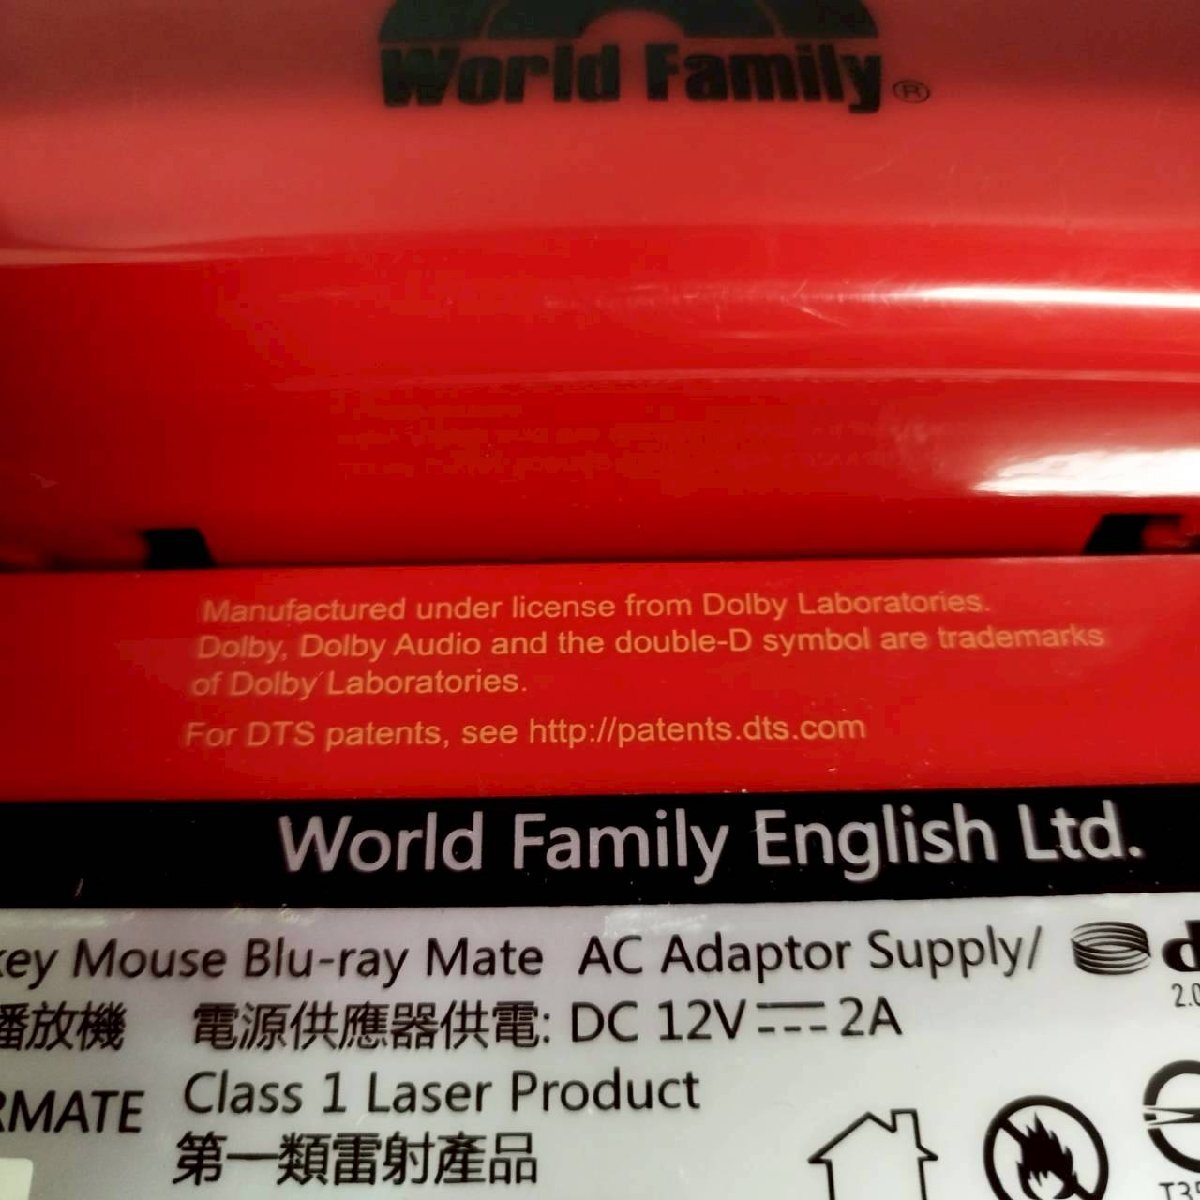 World Family ®
Manufactured under license from Dolby Laboratories.
Dolby, Dolby Audio and the double-D symbol are trademarks
of Dolby Laboratories.
For DTS patents, see http://patents.dts.com
World Family English Ltd.
key Mouse Blu-ray Mate AC Adaptor Supply/
播放機 電源供應器供電: DC 12V⎓2A
RMATE Class 1 Laser Product
第一類雷射產品